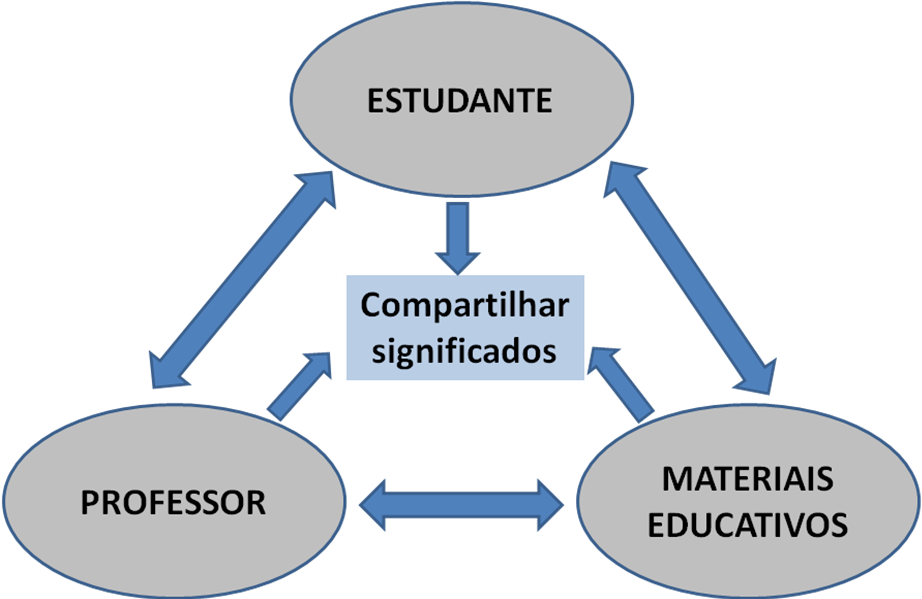 ESTUDANTE
Compartilhar
significados
PROFESSOR
MATERIAIS
EDUCATIVOS